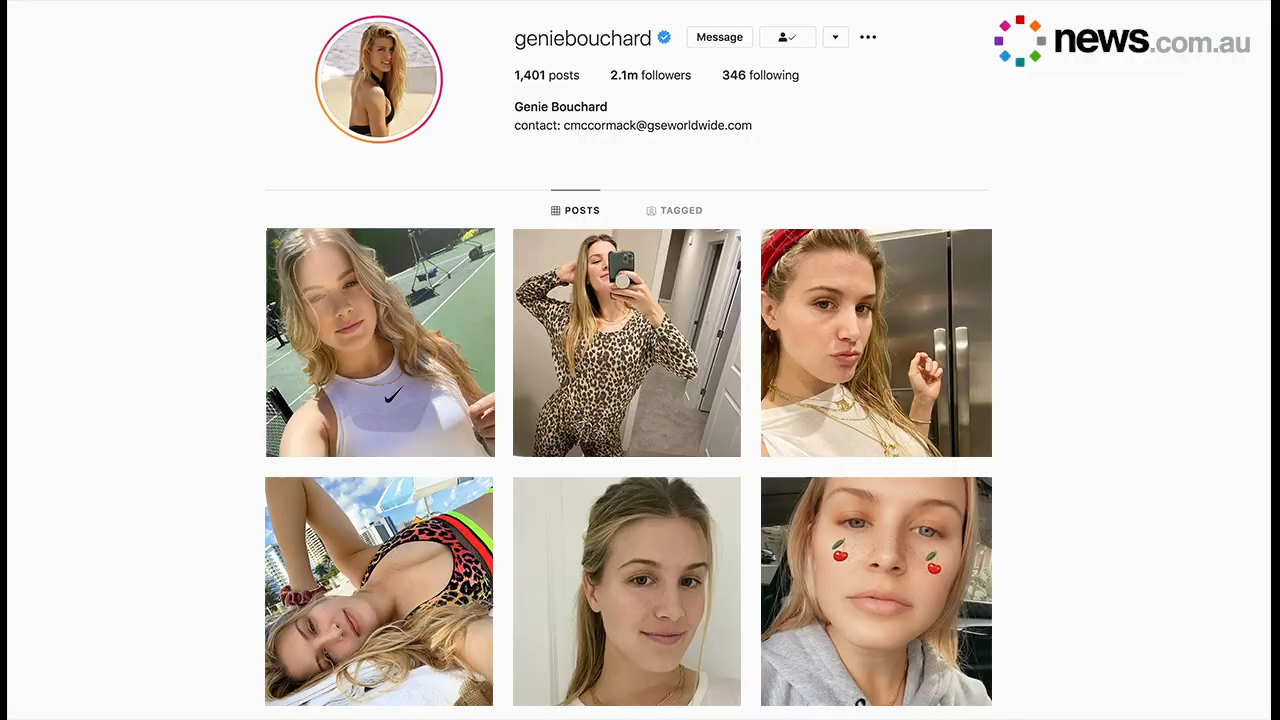 geniebouchard Message
1,401 posts 2.1m followers 346 following
Genie Bouchard
contact: cmccormack@gseworldwide.com
news.com.au
POSTS TAGGED